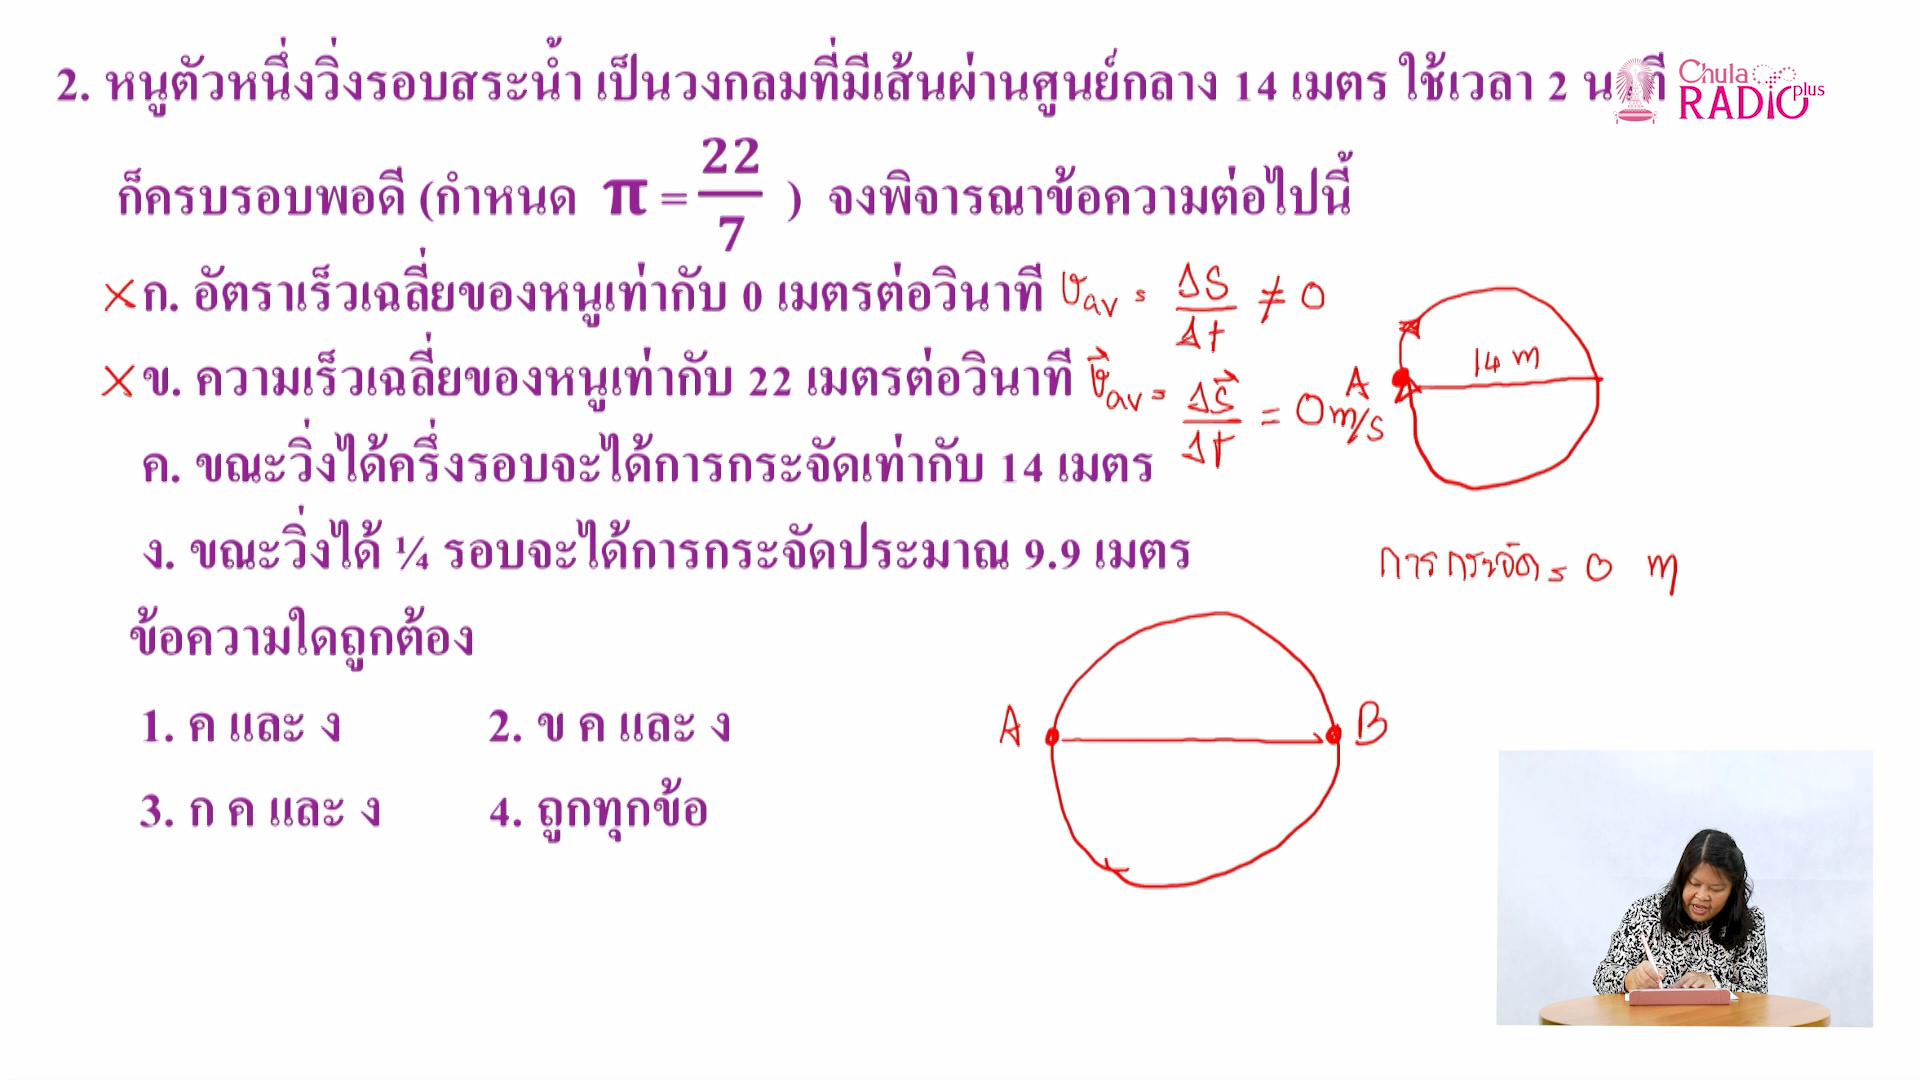 2. หนูตัวหนึ่งวิ่งรอบสระน้ำ เป็นวงกลมที่มีเส้นผ่านศูนย์กลาง 14 เมตร ใช้เวลา 2 นาที
Chula
RADIO plus
ก็ครบรอบพอดี (กำหนด π = 22/7 ) จงพิจารณาข้อความต่อไปนี้
× ก. อัตราเร็วเฉลี่ยของหนูเท่ากับ 0 เมตรต่อวินาที v_av = ΔS/Δt ≠ 0
× ข. ความเร็วเฉลี่ยของหนูเท่ากับ 22 เมตรต่อวินาที v⃗_av = ΔS⃗/Δt = 0 m/s
A
14 m
ค. ขณะวิ่งได้ครึ่งรอบจะได้การกระจัดเท่ากับ 14 เมตร
ง. ขณะวิ่งได้ ¼ รอบจะได้การกระจัดประมาณ 9.9 เมตร
การกระจัด = 0 m
ข้อความใดถูกต้อง
1. ค และ ง 2. ข ค และ ง
A B
3. ก ค และ ง 4. ถูกทุกข้อ